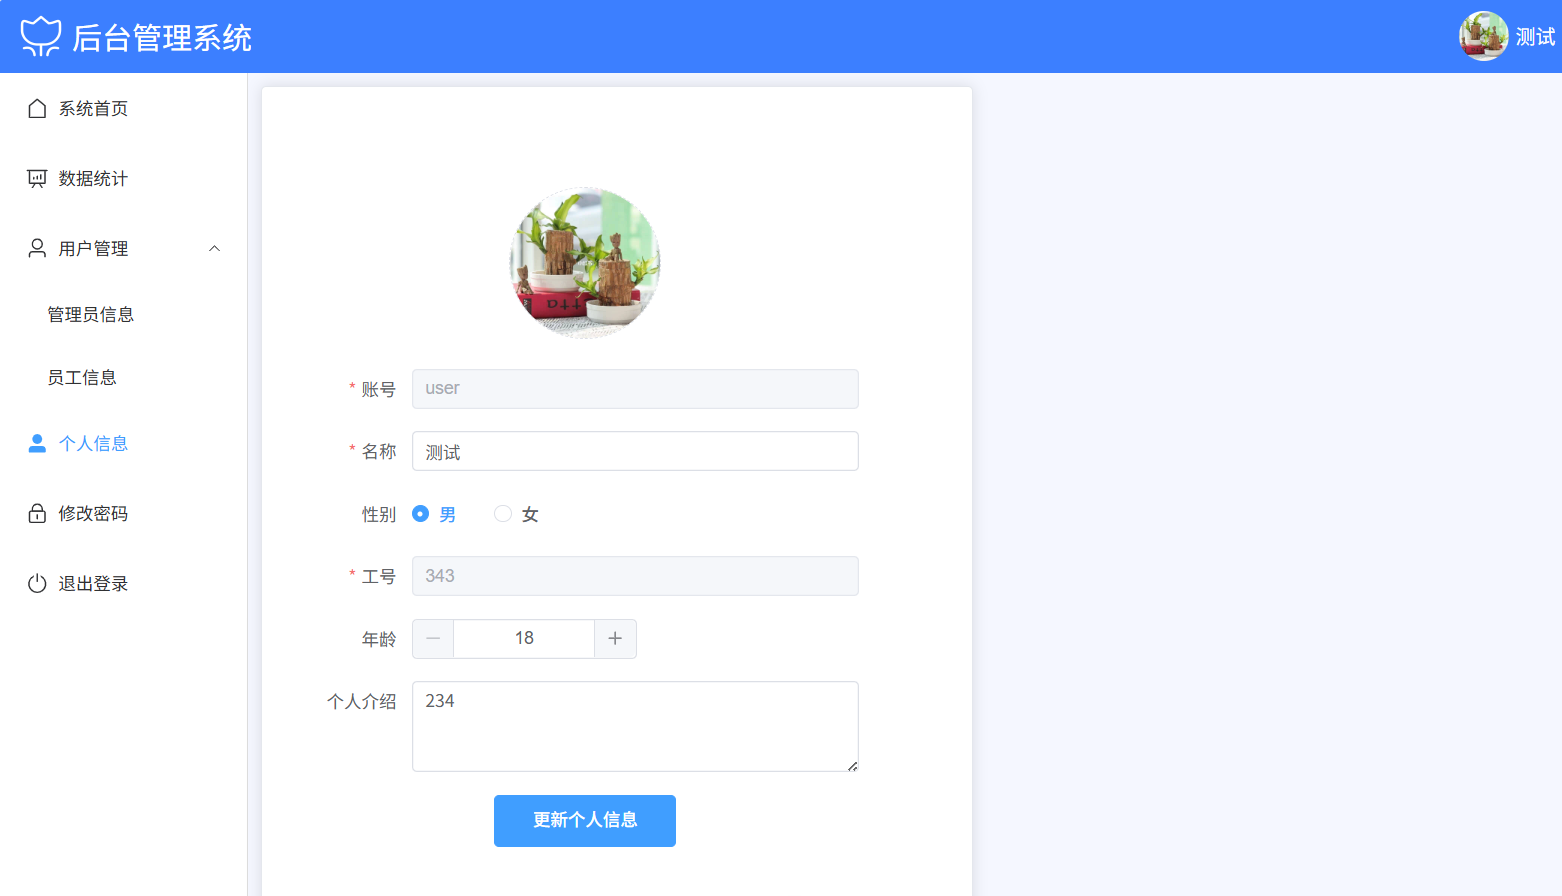 后台管理系统
测试
系统首页
数据统计
用户管理
管理员信息
员工信息
个人信息
修改密码
退出登录
* 账号 user
* 名称 测试
性别 男 女
* 工号 343
年龄 18
个人介绍 234
更新个人信息